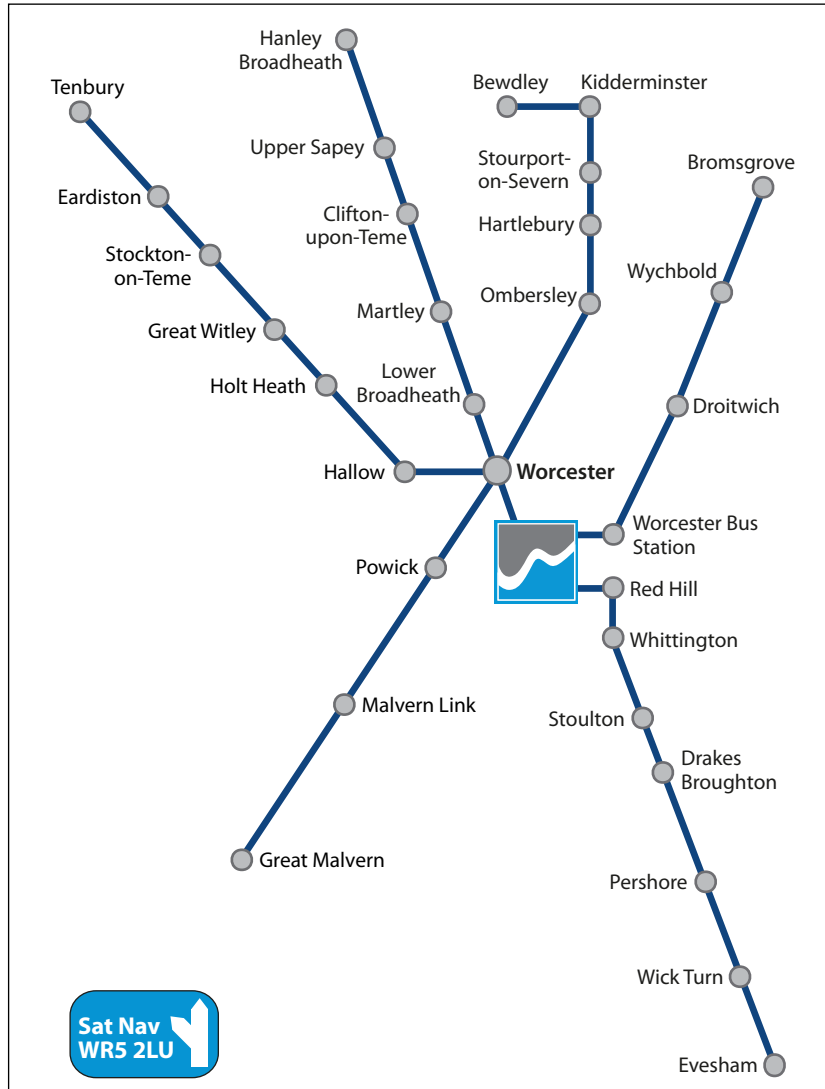 Hanley
Broadheath
Tenbury
Bewdley
Kidderminster
Upper Sapey
Stourport-
on-Severn
Bromsgrove
Eardiston
Clifton-
upon-Teme
Hartlebury
Stockton-
on-Teme
Wychbold
Great Witley
Martley
Ombersley
Holt Heath
Lower
Broadheath
Droitwich
Hallow
Worcester
Worcester Bus
Station
Powick
Red Hill
Whittington
Malvern Link
Stoulton
Drakes
Broughton
Great Malvern
Pershore
Wick Turn
Sat Nav
WR5 2LU
Evesham